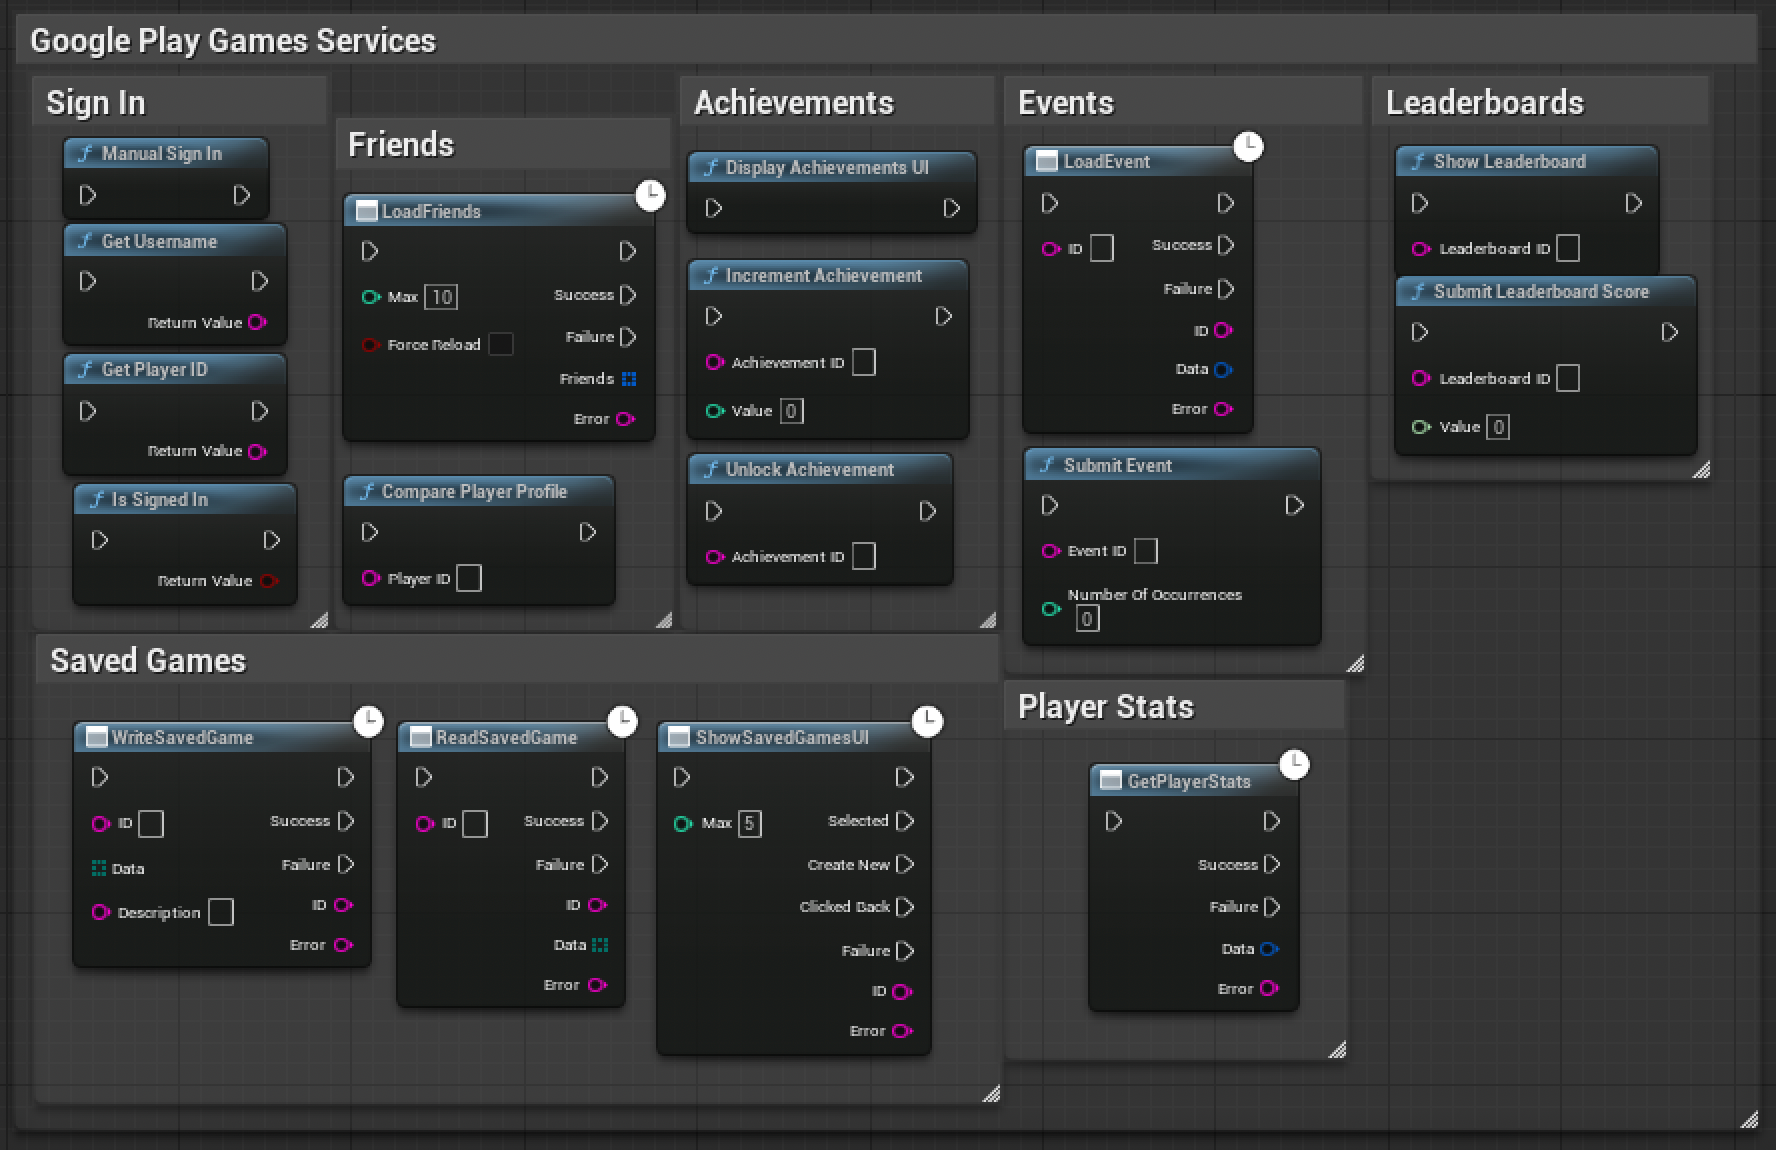 Google Play Games Services
Sign In
Manual Sign In
Get Username
Return Value
Get Player ID
Return Value
Is Signed In
Return Value
Friends
LoadFriends
Max 10
Success
Force Reload
Failure
Friends
Error
Compare Player Profile
Player ID
Achievements
Display Achievements UI
Increment Achievement
Achievement ID
Value 0
Unlock Achievement
Achievement ID
Events
LoadEvent
ID
Success
Failure
ID
Data
Error
Submit Event
Event ID
Number Of Occurrences
0
Leaderboards
Show Leaderboard
Leaderboard ID
Submit Leaderboard Score
Leaderboard ID
Value 0
Saved Games
WriteSavedGame
ID
Success
Data
Failure
Description
ID
Error
ReadSavedGame
ID
Success
Failure
ID
Data
Error
ShowSavedGamesUI
Max 5
Selected
Create New
Clicked Back
Failure
ID
Error
Player Stats
GetPlayerStats
Success
Failure
Data
Error